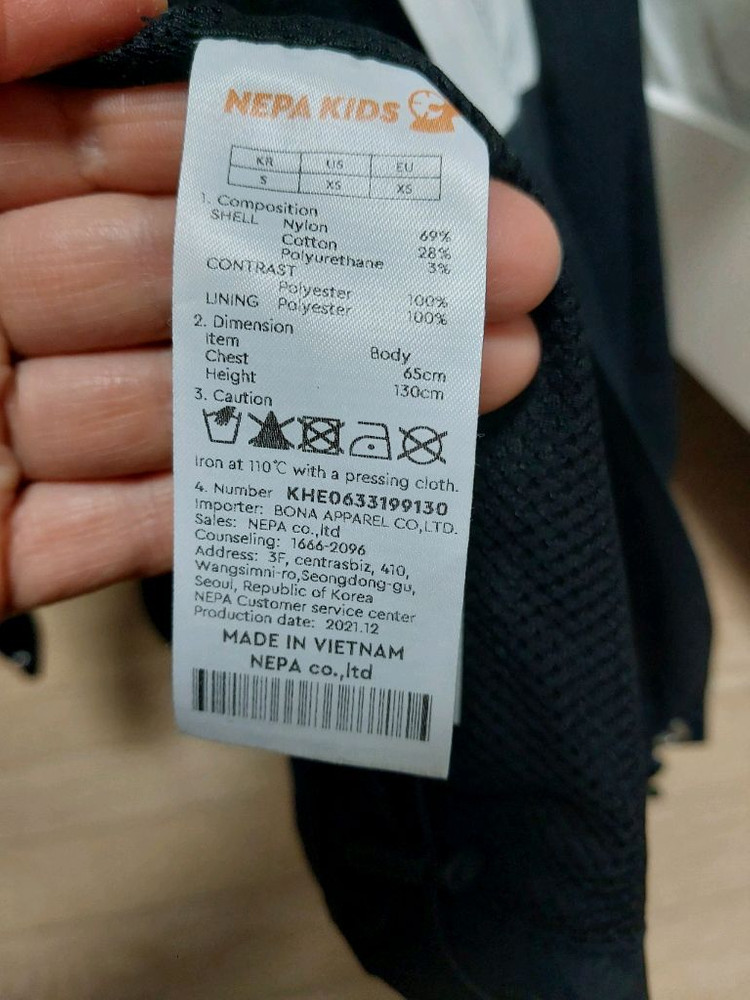 NEPA KIDS
KR US EU
S XS XS
1. Composition
SHELL Nylon 69%
Cotton 28%
Polyurethane 3%
CONTRAST
Polyester 100%
LINING Polyester 100%
2. Dimension
Item Body
Chest 65cm
Height 130cm
3. Caution
Iron at 110℃ with a pressing cloth.
4. Number KHE0633199130
Importer: BONA APPAREL CO,LTD.
Sales: NEPA co.,ltd
Counseling: 1666-2096
Address: 3F, centrasbiz, 410,
Wangsimni-ro,Seongdong-gu,
Seoul, Republic of Korea
NEPA Customer service center
Production date: 2021.12
MADE IN VIETNAM
NEPA co.,ltd